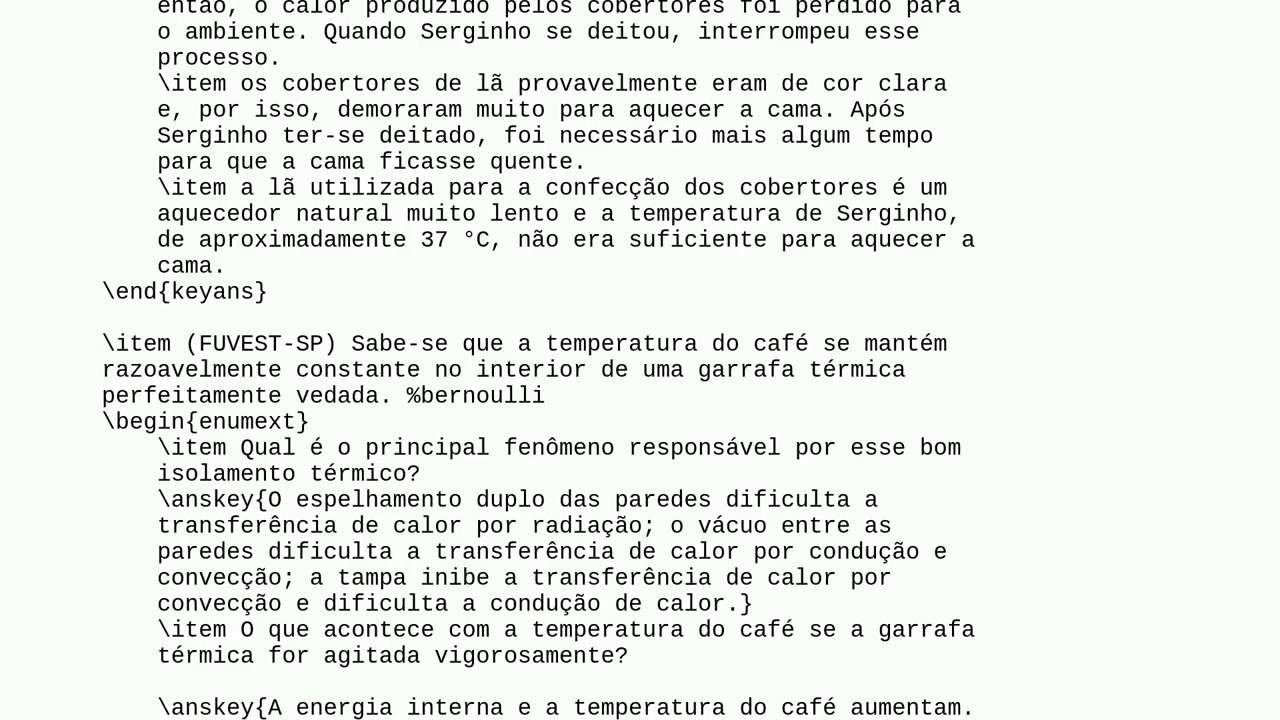 então, o calor produzido pelos cobertores foi perdido para
o ambiente. Quando Serginho se deitou, interrompeu esse
processo.
\item os cobertores de lã provavelmente eram de cor clara
e, por isso, demoraram muito para aquecer a cama. Após
Serginho ter-se deitado, foi necessário mais algum tempo
para que a cama ficasse quente.
\item a lã utilizada para a confecção dos cobertores é um
aquecedor natural muito lento e a temperatura de Serginho,
de aproximadamente 37 °C, não era suficiente para aquecer a
cama.
\end{keyans}
\item (FUVEST-SP) Sabe-se que a temperatura do café se mantém
razoavelmente constante no interior de uma garrafa térmica
perfeitamente vedada. %bernoulli
\begin{enumext}
\item Qual é o principal fenômeno responsável por esse bom
isolamento térmico?
\anskey{O espelhamento duplo das paredes dificulta a
transferência de calor por radiação; o vácuo entre as
paredes dificulta a transferência de calor por condução e
convecção; a tampa inibe a transferência de calor por
convecção e dificulta a condução de calor.}
\item O que acontece com a temperatura do café se a garrafa
térmica for agitada vigorosamente?
\anskey{A energia interna e a temperatura do café aumentam.